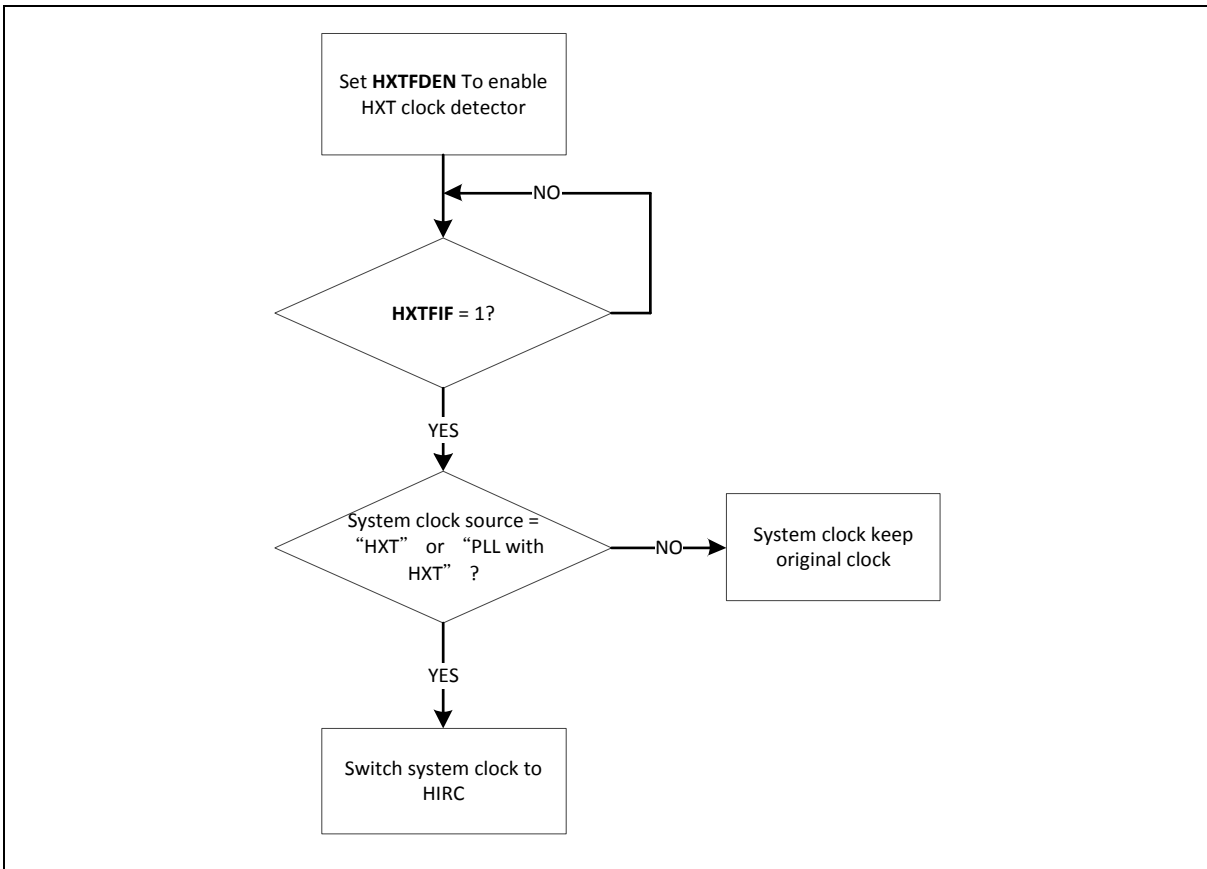 Set HXTFDEN To enable
HXT clock detector
NO
HXTFIF = 1?
YES
System clock source =
“HXT” or “PLL with
HXT” ?
NO
System clock keep
original clock
YES
Switch system clock to
HIRC